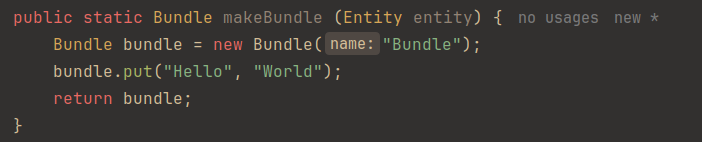 public static Bundle makeBundle (Entity entity) { no usages new *
    Bundle bundle = new Bundle( name: "Bundle");
    bundle.put("Hello", "World");
    return bundle;
}